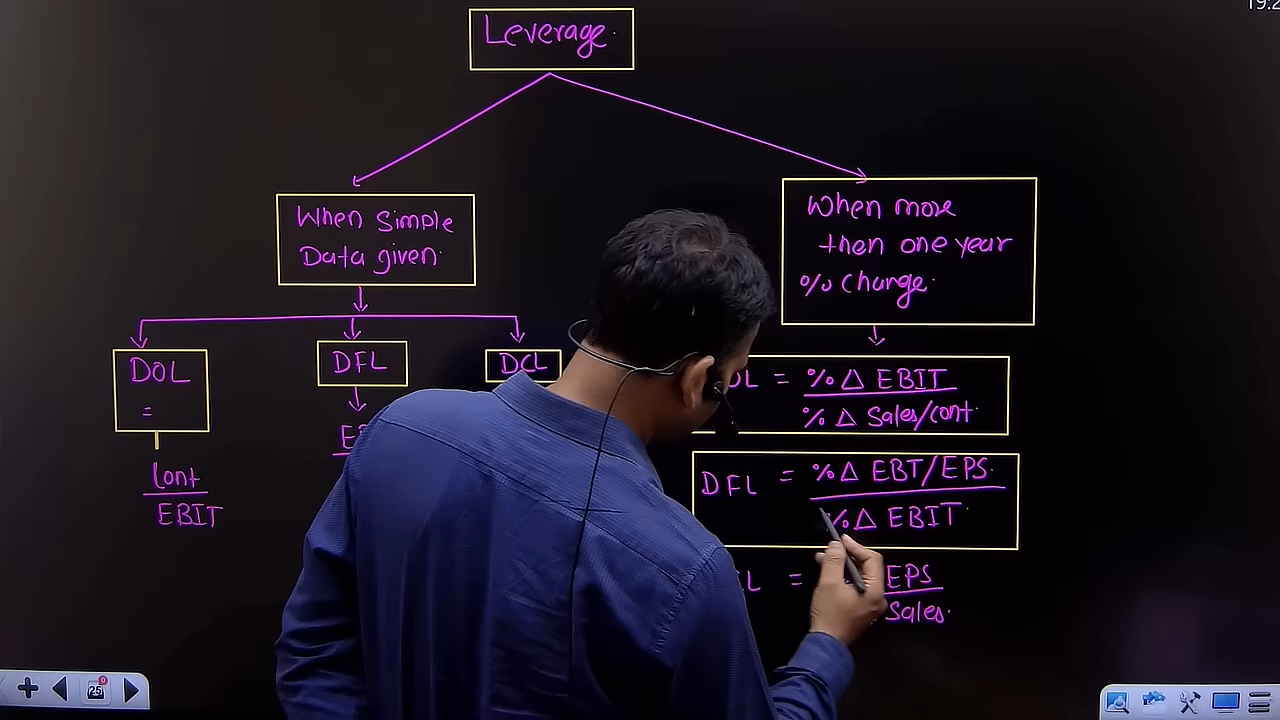 Leverage
When Simple
Data given
When more
then one year
% Change
DOL
=
DFL
DCL
Cont
EBIT
= % Δ EBIT
% Δ Sales/cont
DFL = % Δ EBT/EPS
% Δ EBIT
= EPS
Sales
25